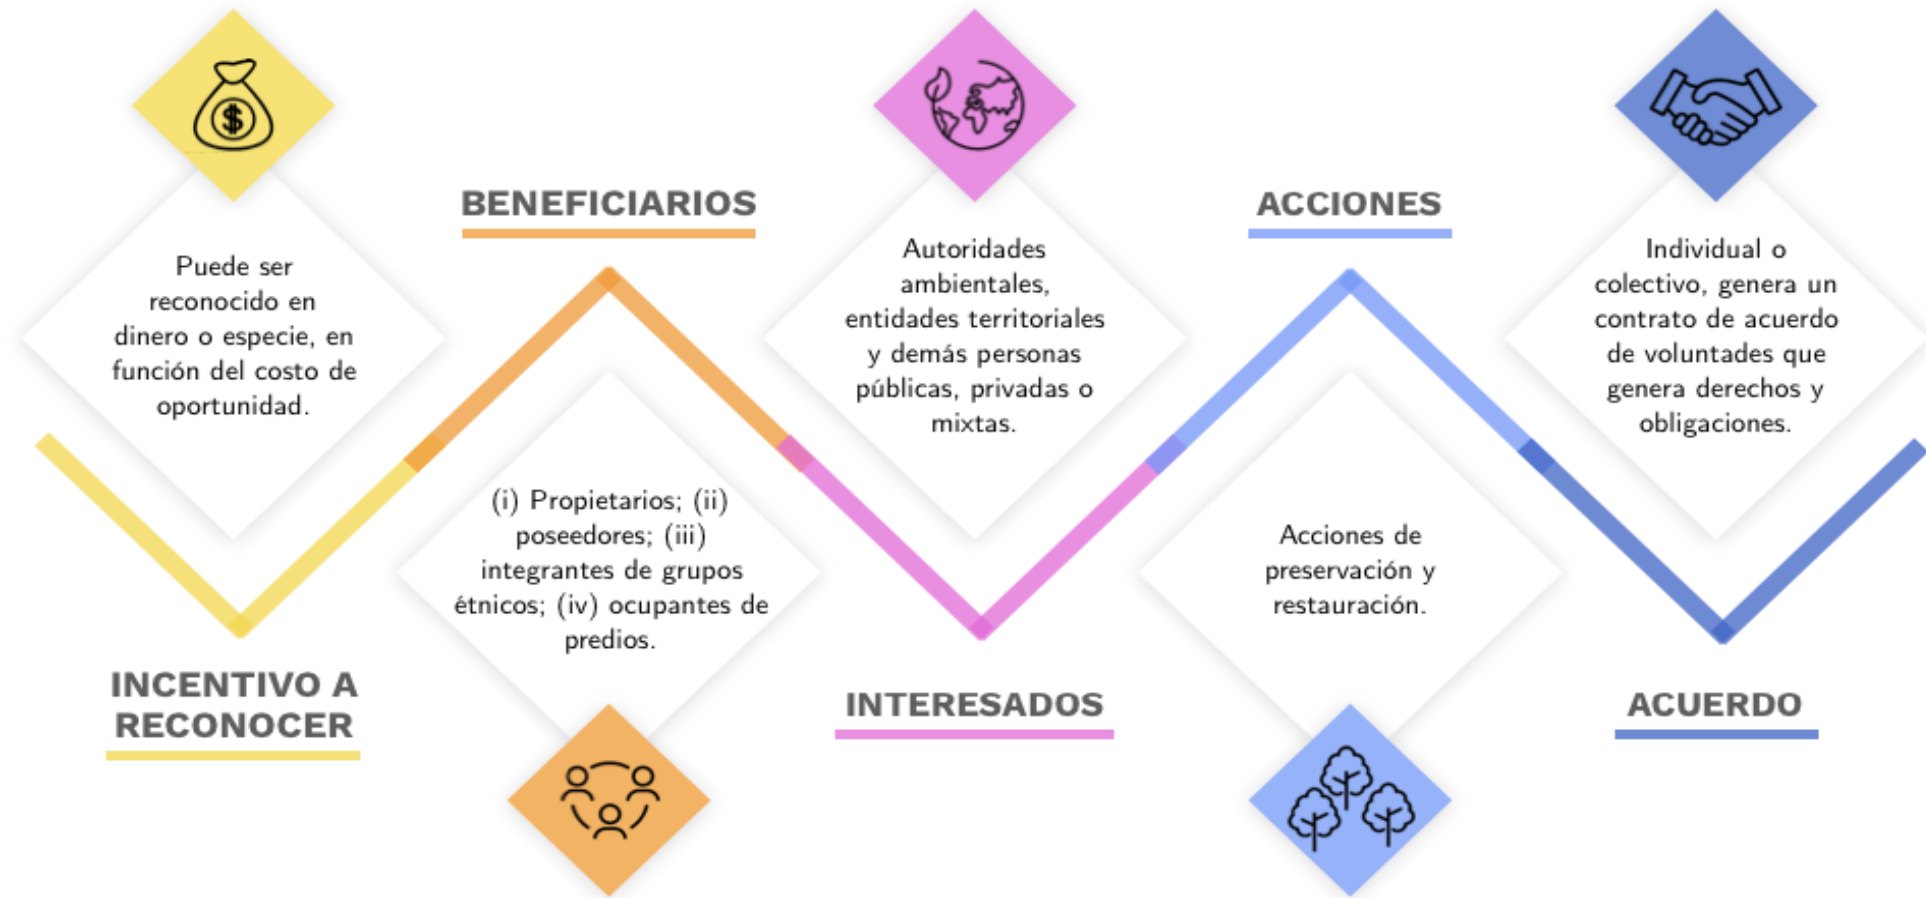 Puede ser
reconocido en
dinero o especie, en
función del costo de
oportunidad.
INCENTIVO A
RECONOCER
BENEFICIARIOS
(i) Propietarios; (ii)
poseedores; (iii)
integrantes de grupos
étnicos; (iv) ocupantes de
predios.
Autoridades
ambientales,
entidades territoriales
y demás personas
públicas, privadas o
mixtas.
INTERESADOS
ACCIONES
Acciones de
preservación y
restauración.
Individual o
colectivo, genera un
contrato de acuerdo
de voluntades que
genera derechos y
obligaciones.
ACUERDO